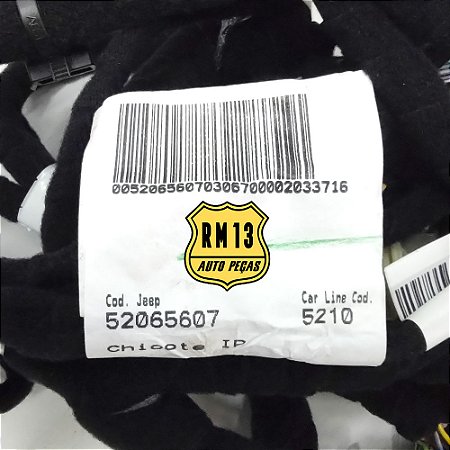 00520656070306700002033716
RM13
AUTO PEÇAS
Cod. Jeep
Car Line Cod.
52065607
5210
Chicote IP